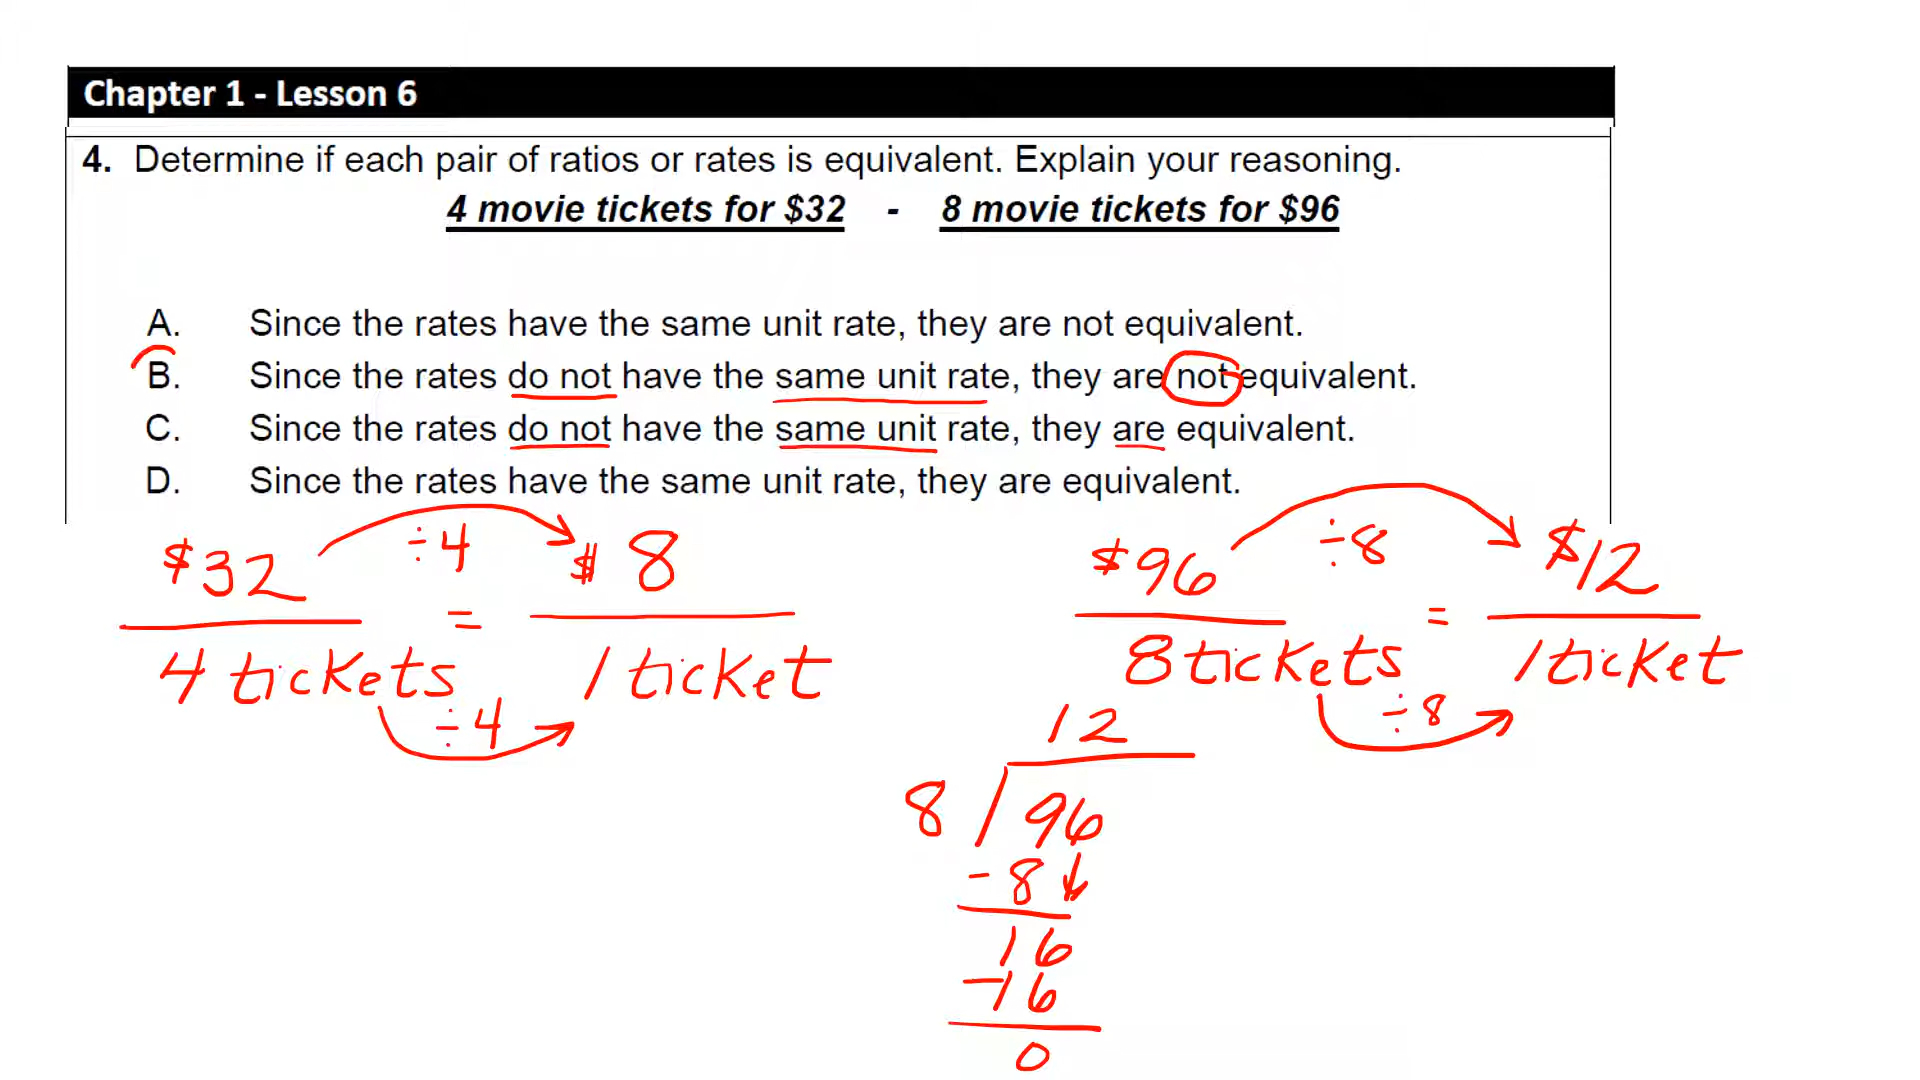 Chapter 1 - Lesson 6
4. Determine if each pair of ratios or rates is equivalent. Explain your reasoning.
4 movie tickets for $32 - 8 movie tickets for $96
A. Since the rates have the same unit rate, they are not equivalent.
B. Since the rates do not have the same unit rate, they are not equivalent.
C. Since the rates do not have the same unit rate, they are equivalent.
D. Since the rates have the same unit rate, they are equivalent.
÷4 ÷8
$32 = $8 $96 = $12
4 tickets 1 ticket 8 tickets 1 ticket
÷4 ÷8
12
8 96
-8
16
-16
0